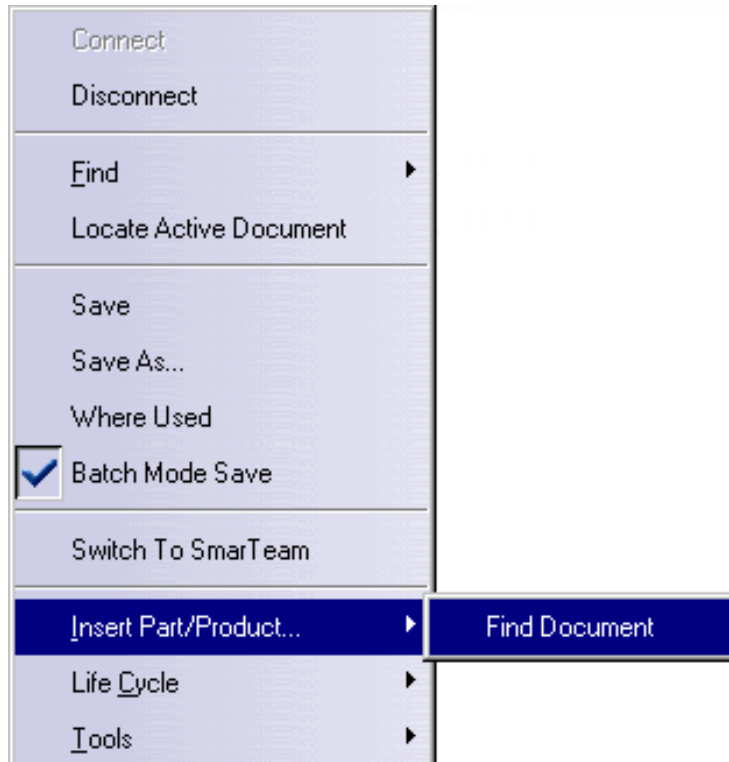 Connect
Disconnect
Find
Locate Active Document
Save
Save As...
Where Used
Batch Mode Save
Switch To SmarTeam
Insert Part/Product... Find Document
Life Cycle
Tools